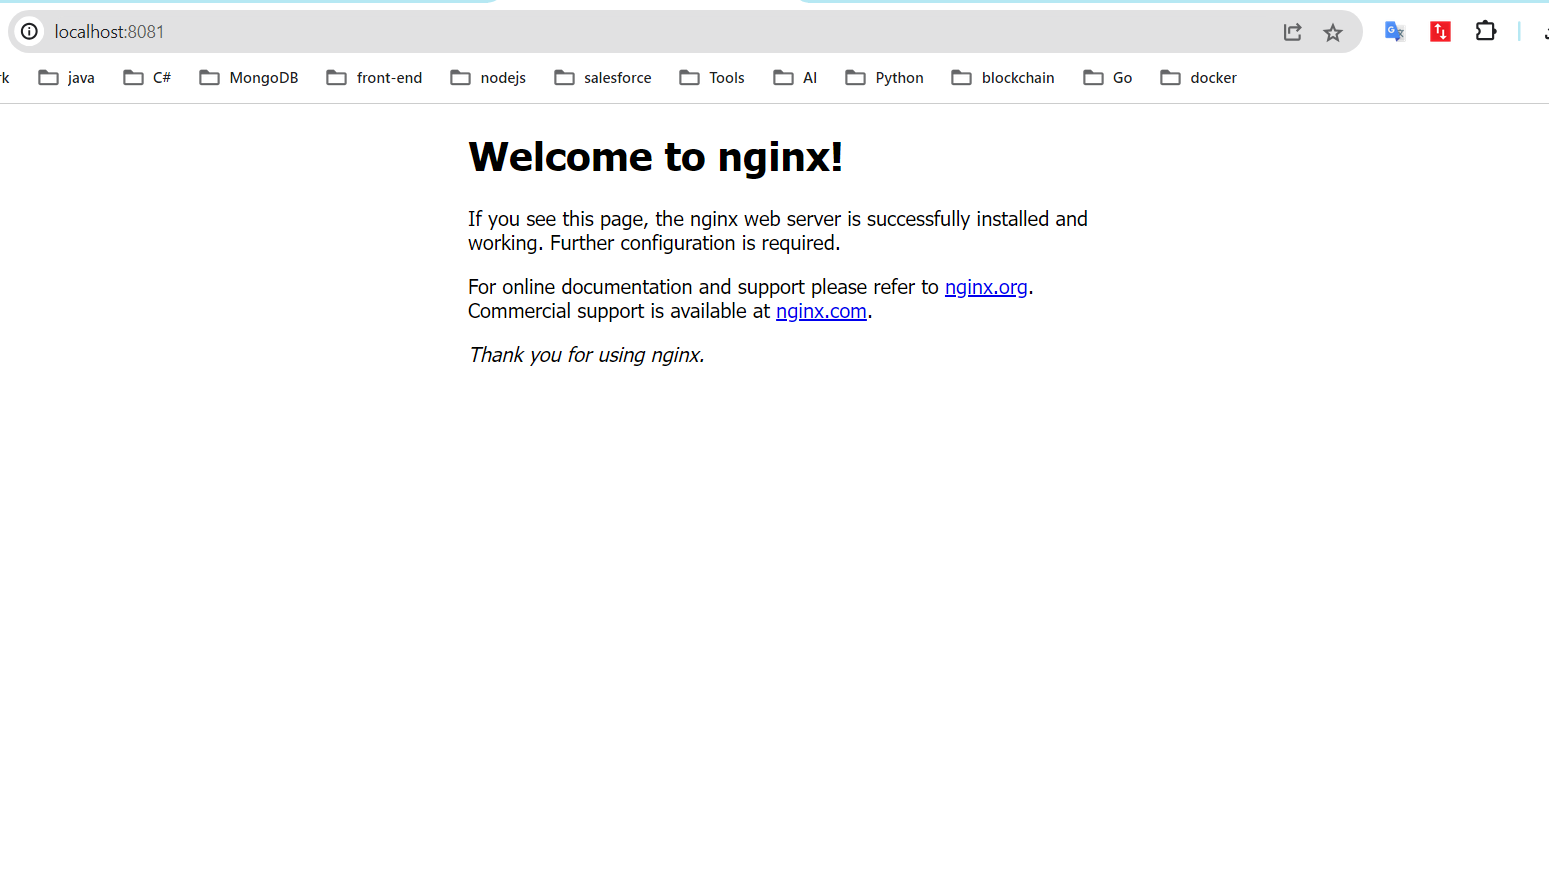 localhost:8081
java C# MongoDB front-end nodejs salesforce Tools AI Python blockchain Go docker
Welcome to nginx!
If you see this page, the nginx web server is successfully installed and
working. Further configuration is required.
For online documentation and support please refer to nginx.org.
Commercial support is available at nginx.com.
Thank you for using nginx.